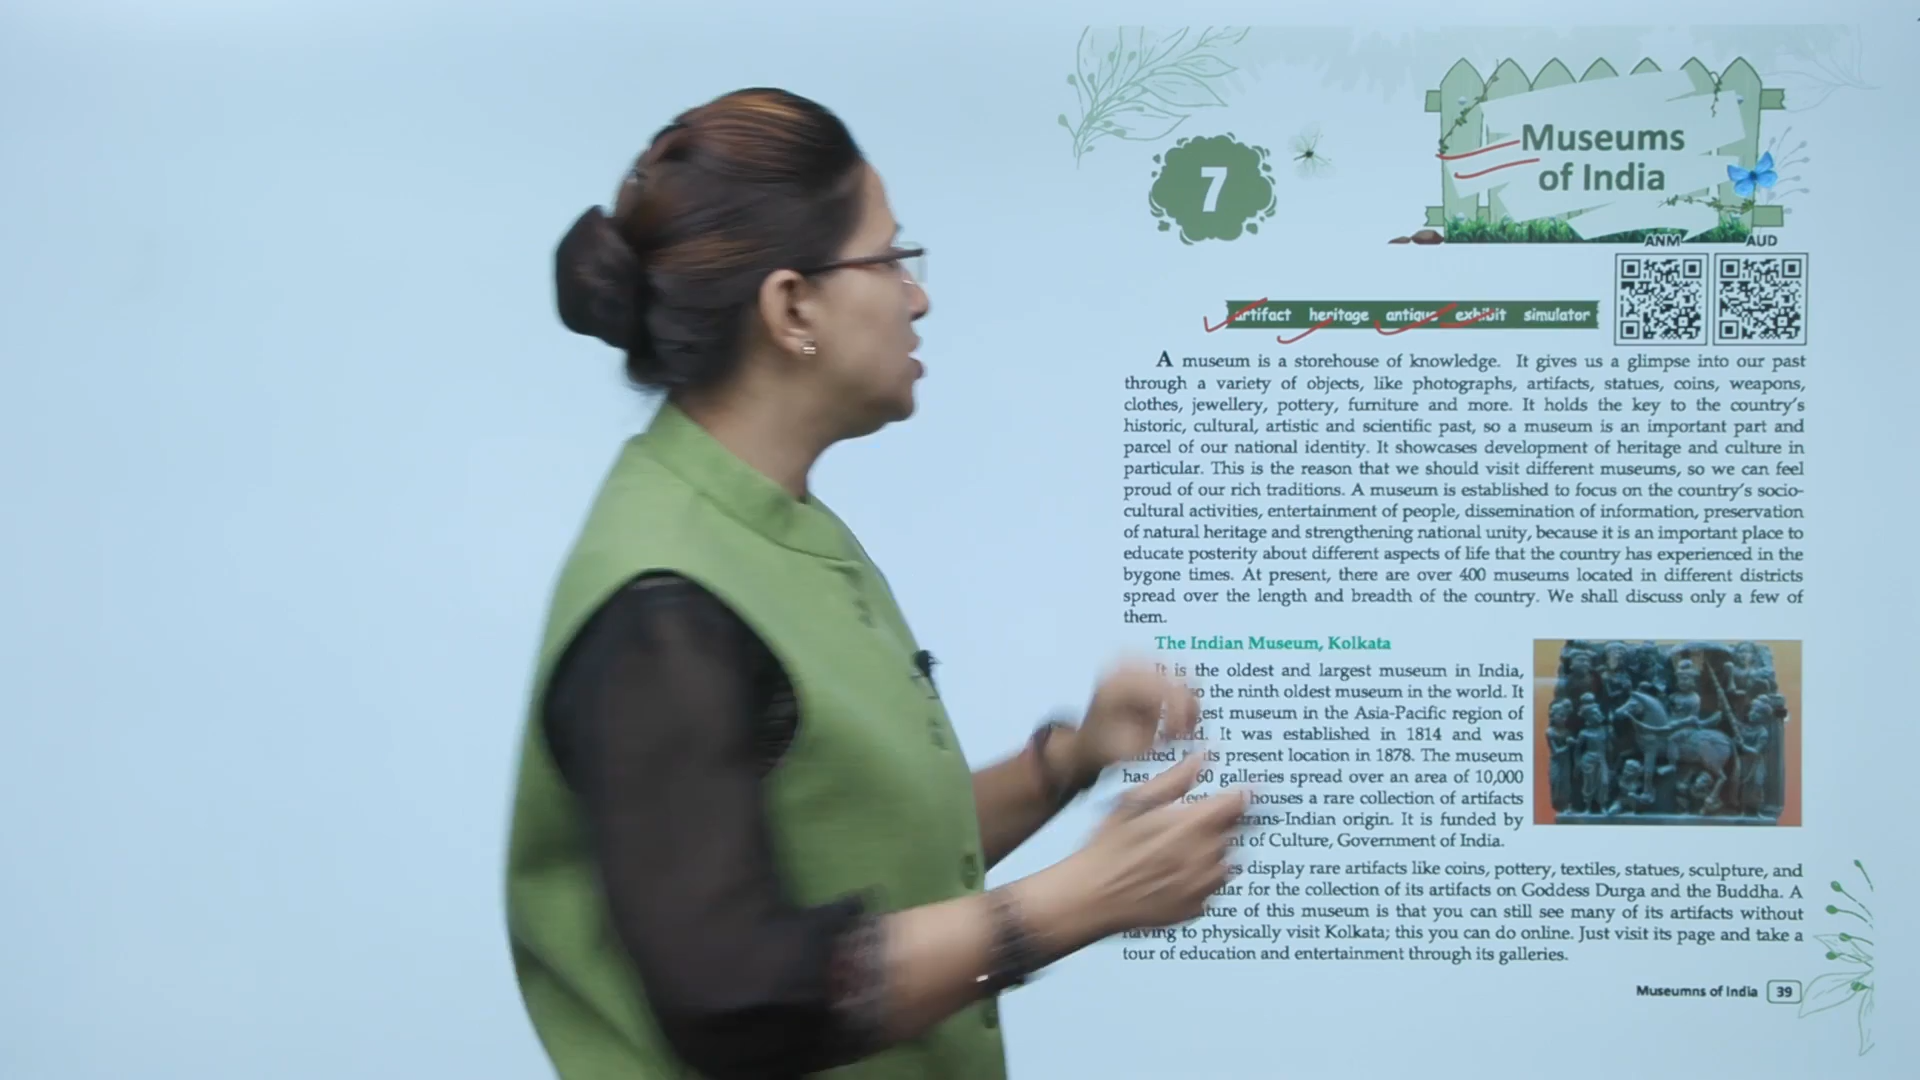 7
Museums
of India
ANM AUD
artifact heritage antique exhibit simulator
A museum is a storehouse of knowledge. It gives us a glimpse into our past
through a variety of objects, like photographs, artifacts, statues, coins, weapons,
clothes, jewellery, pottery, furniture and more. It holds the key to the country's
historic, cultural, artistic and scientific past, so a museum is an important part and
parcel of our national identity. It showcases development of heritage and culture in
particular. This is the reason that we should visit different museums, so we can feel
proud of our rich traditions. A museum is established to focus on the country's socio-
cultural activities, entertainment of people, dissemination of information, preservation
of natural heritage and strengthening national unity, because it is an important place to
educate posterity about different aspects of life that the country has experienced in the
bygone times. At present, there are over 400 museums located in different districts
spread over the length and breadth of the country. We shall discuss only a few of
them.
The Indian Museum, Kolkata
It is the oldest and largest museum in India,
the ninth oldest museum in the world. It
museum in the Asia-Pacific region of
It was established in 1814 and was
its present location in 1878. The museum
has 60 galleries spread over an area of 10,000
houses a rare collection of artifacts
trans-Indian origin. It is funded by
of Culture, Government of India.
display rare artifacts like coins, pottery, textiles, statues, sculpture, and
for the collection of its artifacts on Goddess Durga and the Buddha. A
of this museum is that you can still see many of its artifacts without
having to physically visit Kolkata; this you can do online. Just visit its page and take a
tour of education and entertainment through its galleries.
Museumns of India 39